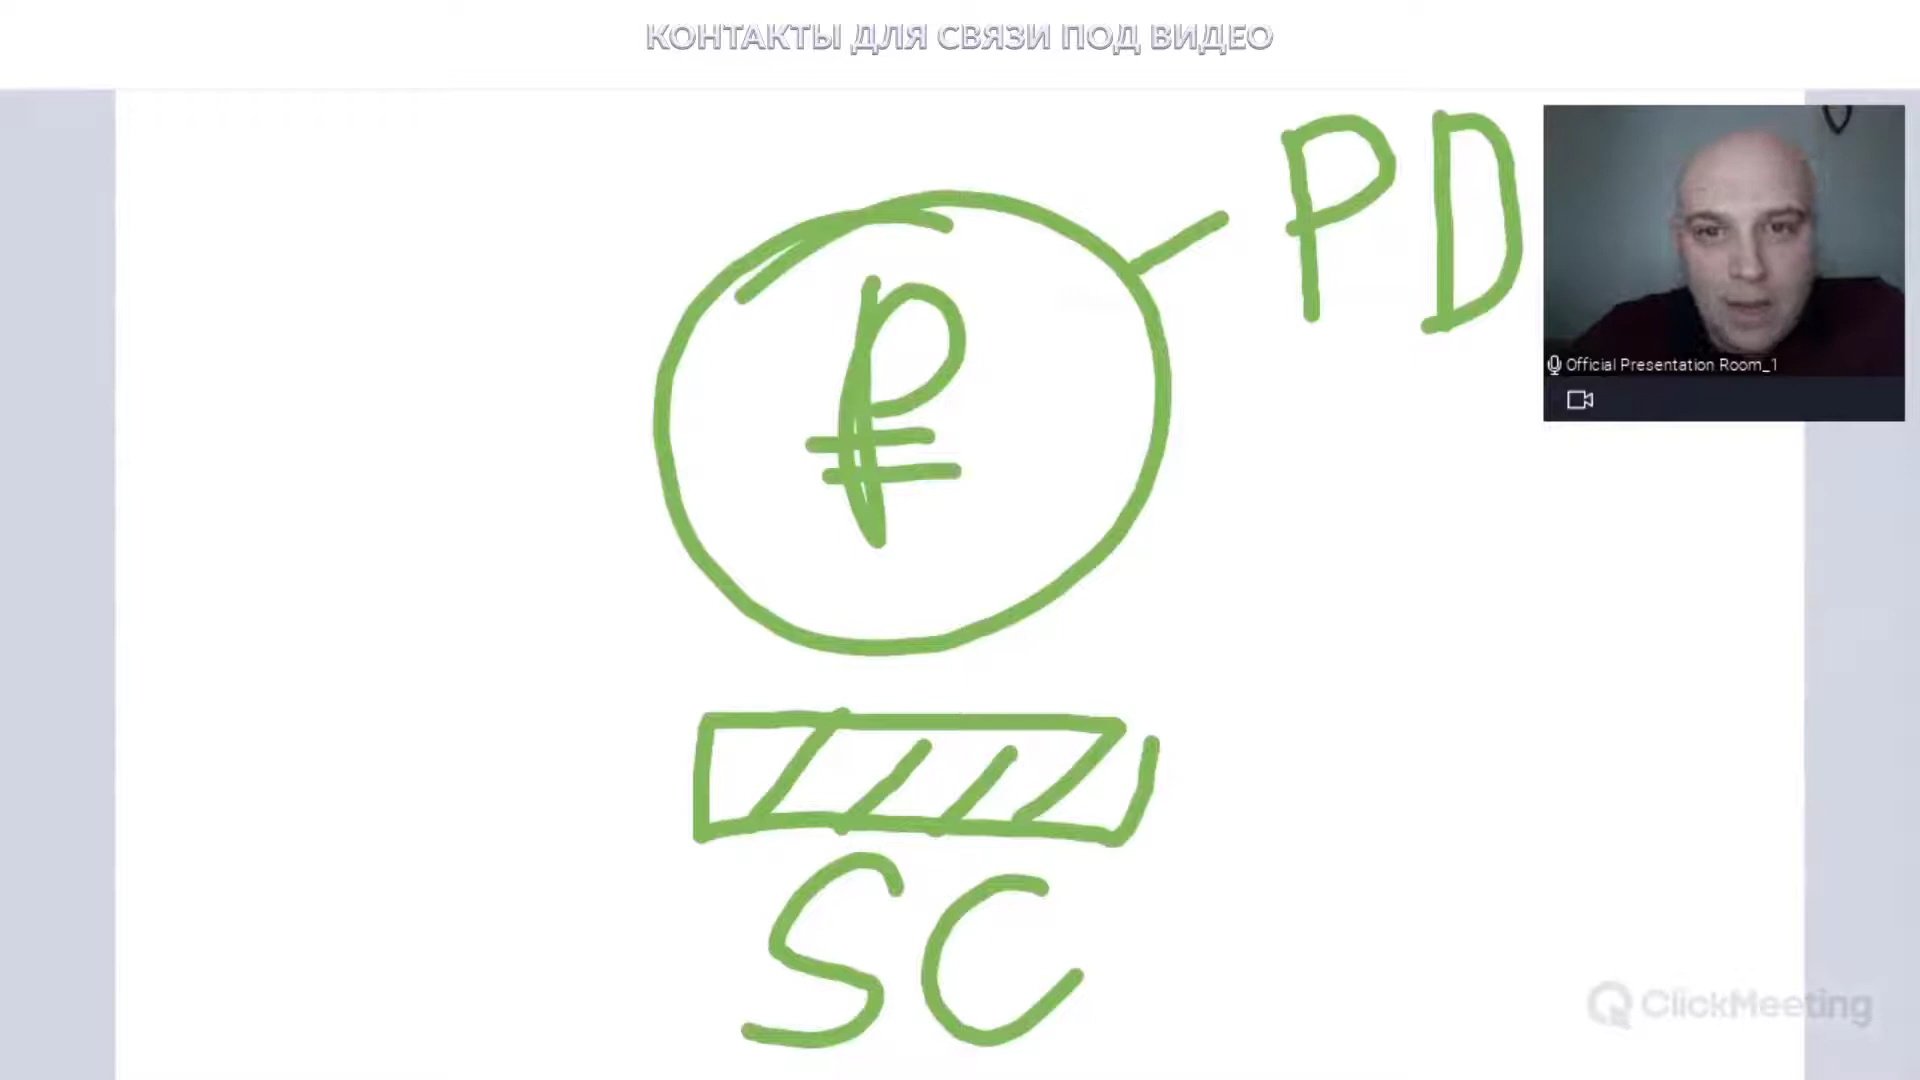 КОНТАКТЫ ДЛЯ СВЯЗИ ПОД ВИДЕО
PD
₽
Official Presentation Room_1
SC
ClickMeeting